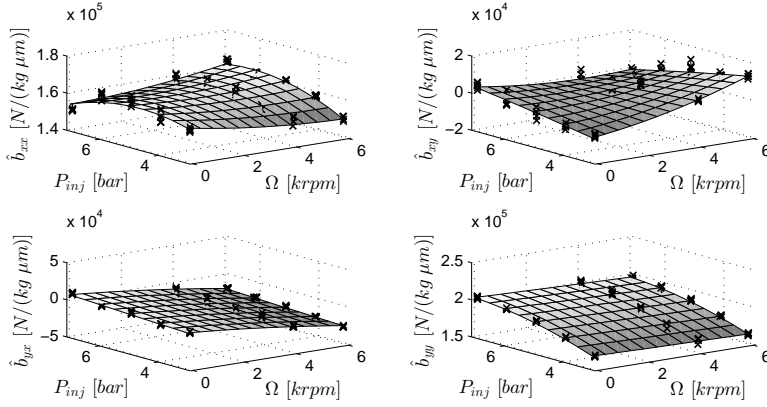 x 10^5
x 10^4
1.8
1.6
1.4
2
0
−2
b̂_xx [N/(kg µm)]
b̂_xy [N/(kg µm)]
6 4 0 2 4 6
6 4 0 2 4 6
P_inj [bar] Ω [krpm]
P_inj [bar] Ω [krpm]
x 10^4
x 10^5
5
0
−5
2.5
2
1.5
b̂_yx [N/(kg µm)]
b̂_yy [N/(kg µm)]
6 4 0 2 4 6
6 4 0 2 4 6
P_inj [bar] Ω [krpm]
P_inj [bar] Ω [krpm]